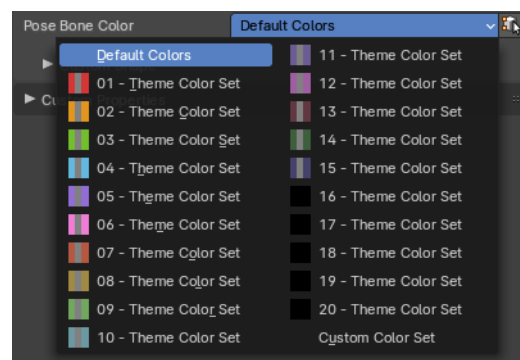 Pose Bone Color
Default Colors
Default Colors
01 - Theme Color Set
02 - Theme Color Set
03 - Theme Color Set
04 - Theme Color Set
05 - Theme Color Set
06 - Theme Color Set
07 - Theme Color Set
08 - Theme Color Set
09 - Theme Color Set
10 - Theme Color Set
11 - Theme Color Set
12 - Theme Color Set
13 - Theme Color Set
14 - Theme Color Set
15 - Theme Color Set
16 - Theme Color Set
17 - Theme Color Set
18 - Theme Color Set
19 - Theme Color Set
20 - Theme Color Set
Custom Color Set
Custom Properties